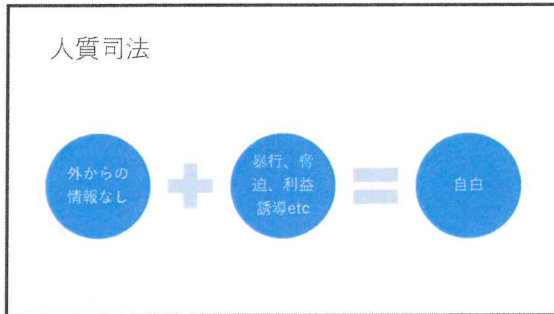 人質司法
外からの
情報なし
+
暴行、脅
迫、利益
誘導etc
=
自白